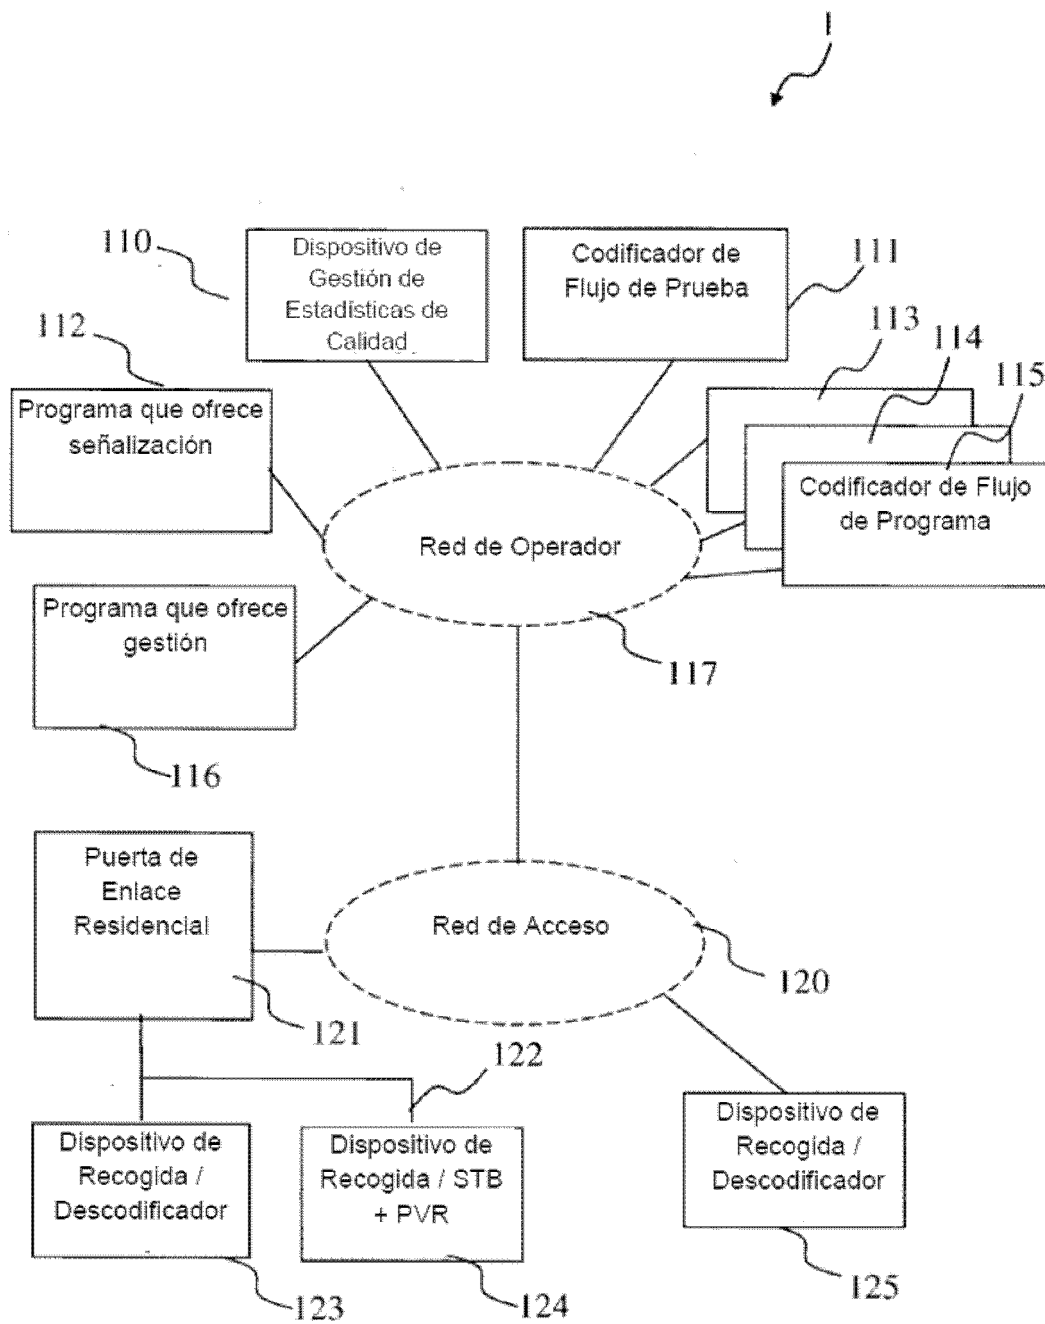 1
110
Dispositivo de
Gestión de
Estadísticas de
Calidad
Codificador de
Flujo de Prueba
111
112
Programa que ofrece
señalización
113
114
115
Codificador de Flujo
de Programa
Red de Operador
117
Programa que ofrece
gestión
116
Puerta de
Enlace
Residencial
121
Red de Acceso
120
122
Dispositivo de
Recogida /
Descodificador
123
Dispositivo de
Recogida / STB
+ PVR
124
Dispositivo de
Recogida /
Descodificador
125